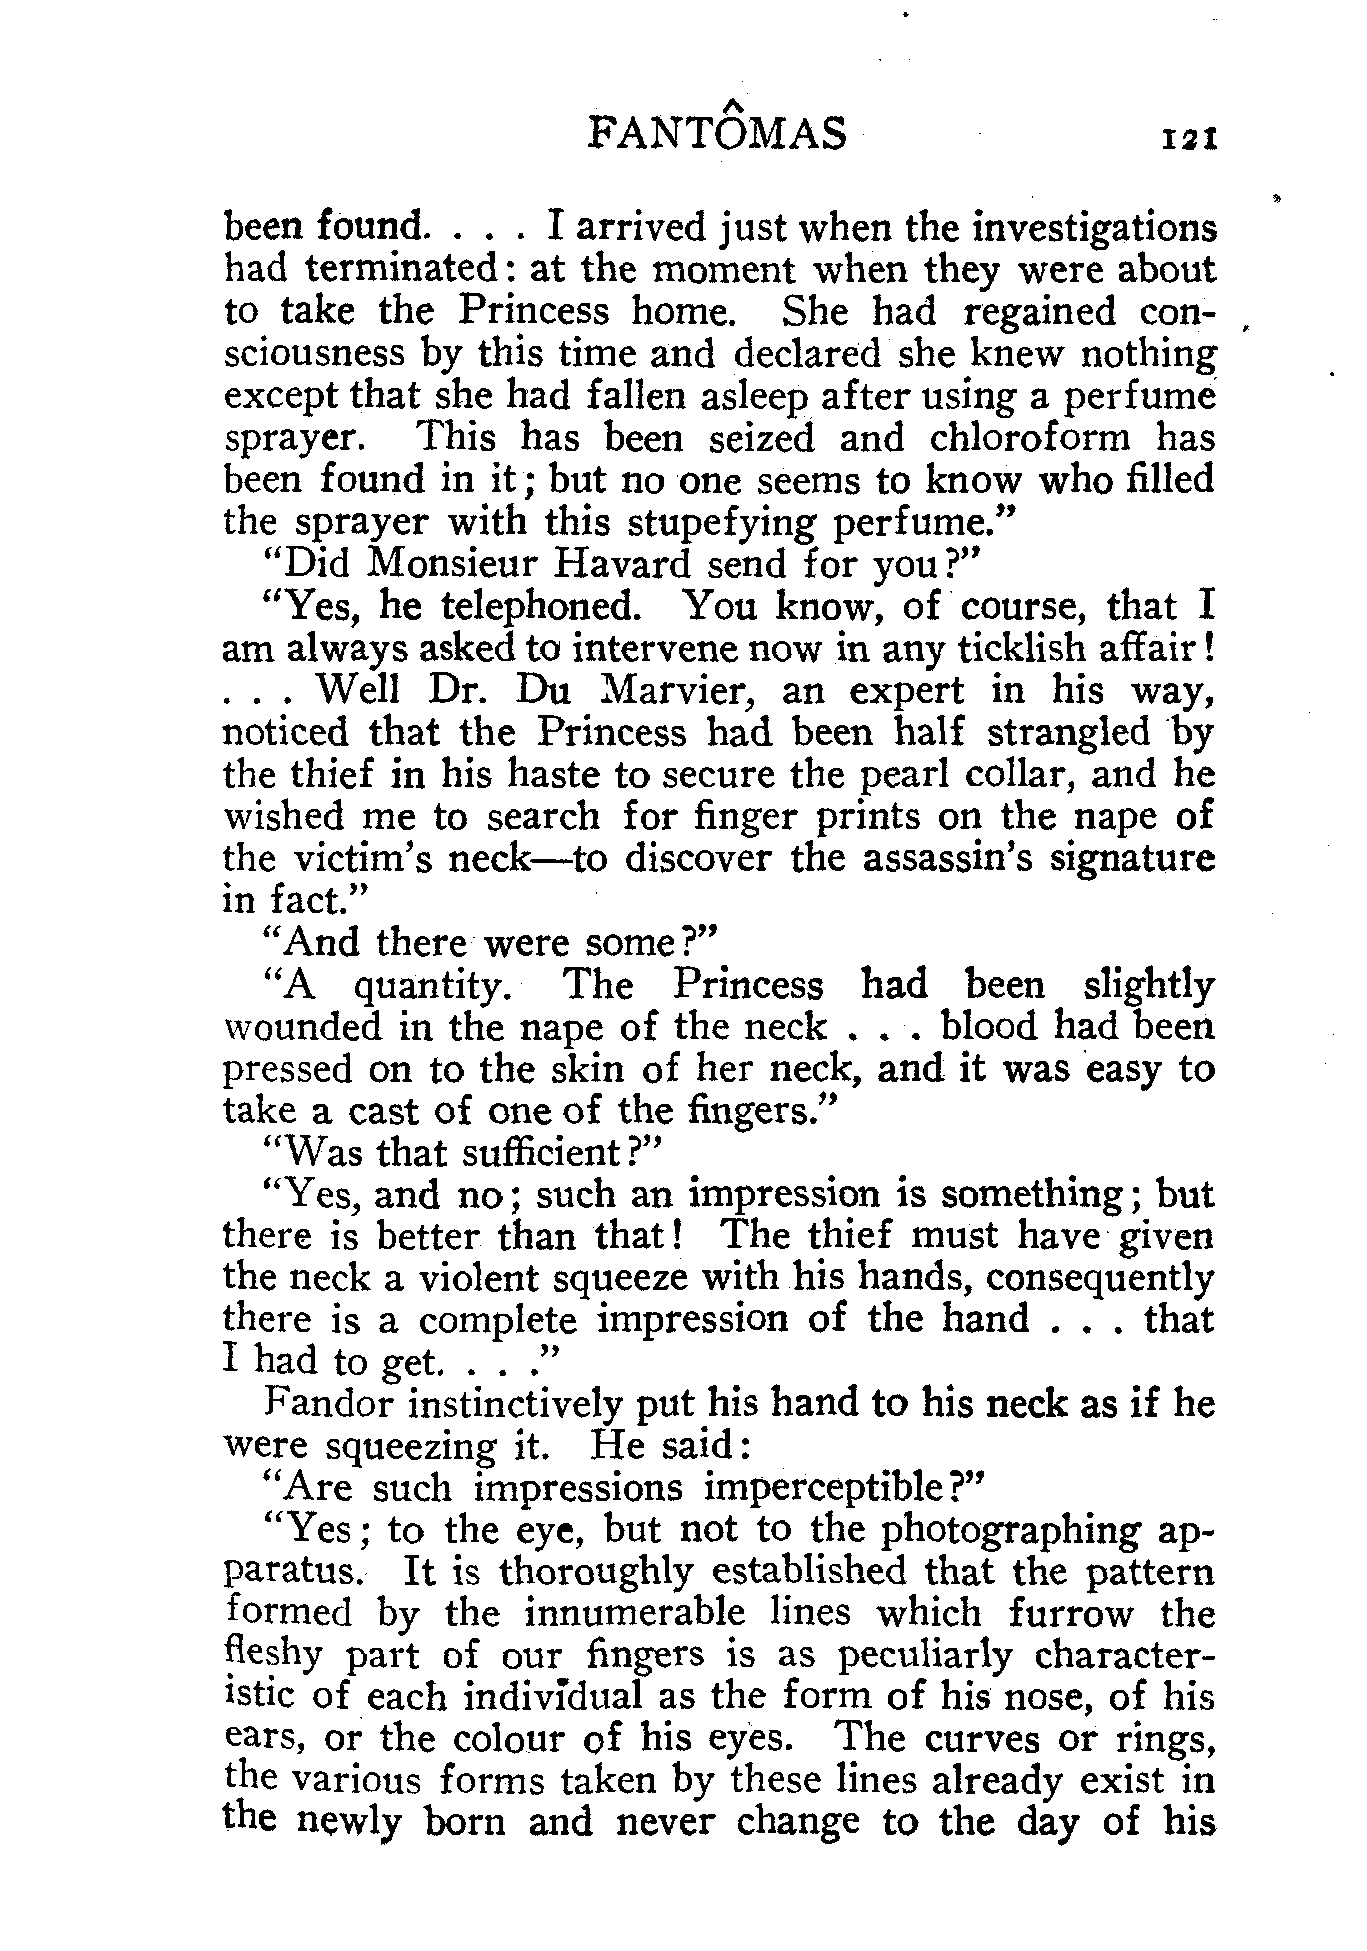 FANTÔMAS 121
been found. . . . I arrived just when the investigations
had terminated: at the moment when they were about
to take the Princess home. She had regained con-
sciousness by this time and declared she knew nothing
except that she had fallen asleep after using a perfume
sprayer. This has been seized and chloroform has
been found in it; but no one seems to know who filled
the sprayer with this stupefying perfume."
"Did Monsieur Havard send for you?"
"Yes, he telephoned. You know, of course, that I
am always asked to intervene now in any ticklish affair!
. . . Well Dr. Du Marvier, an expert in his way,
noticed that the Princess had been half strangled by
the thief in his haste to secure the pearl collar, and he
wished me to search for finger prints on the nape of
the victim's neck—to discover the assassin's signature
in fact."
"And there were some?"
"A quantity. The Princess had been slightly
wounded in the nape of the neck . . . blood had been
pressed on to the skin of her neck, and it was easy to
take a cast of one of the fingers."
"Was that sufficient?"
"Yes, and no; such an impression is something; but
there is better than that! The thief must have given
the neck a violent squeeze with his hands, consequently
there is a complete impression of the hand . . . that
I had to get. . . ."
Fandor instinctively put his hand to his neck as if he
were squeezing it. He said:
"Are such impressions imperceptible?"
"Yes; to the eye, but not to the photographing ap-
paratus. It is thoroughly established that the pattern
formed by the innumerable lines which furrow the
fleshy part of our fingers is as peculiarly character-
istic of each individual as the form of his nose, of his
ears, or the colour of his eyes. The curves or rings,
the various forms taken by these lines already exist in
the newly born and never change to the day of his